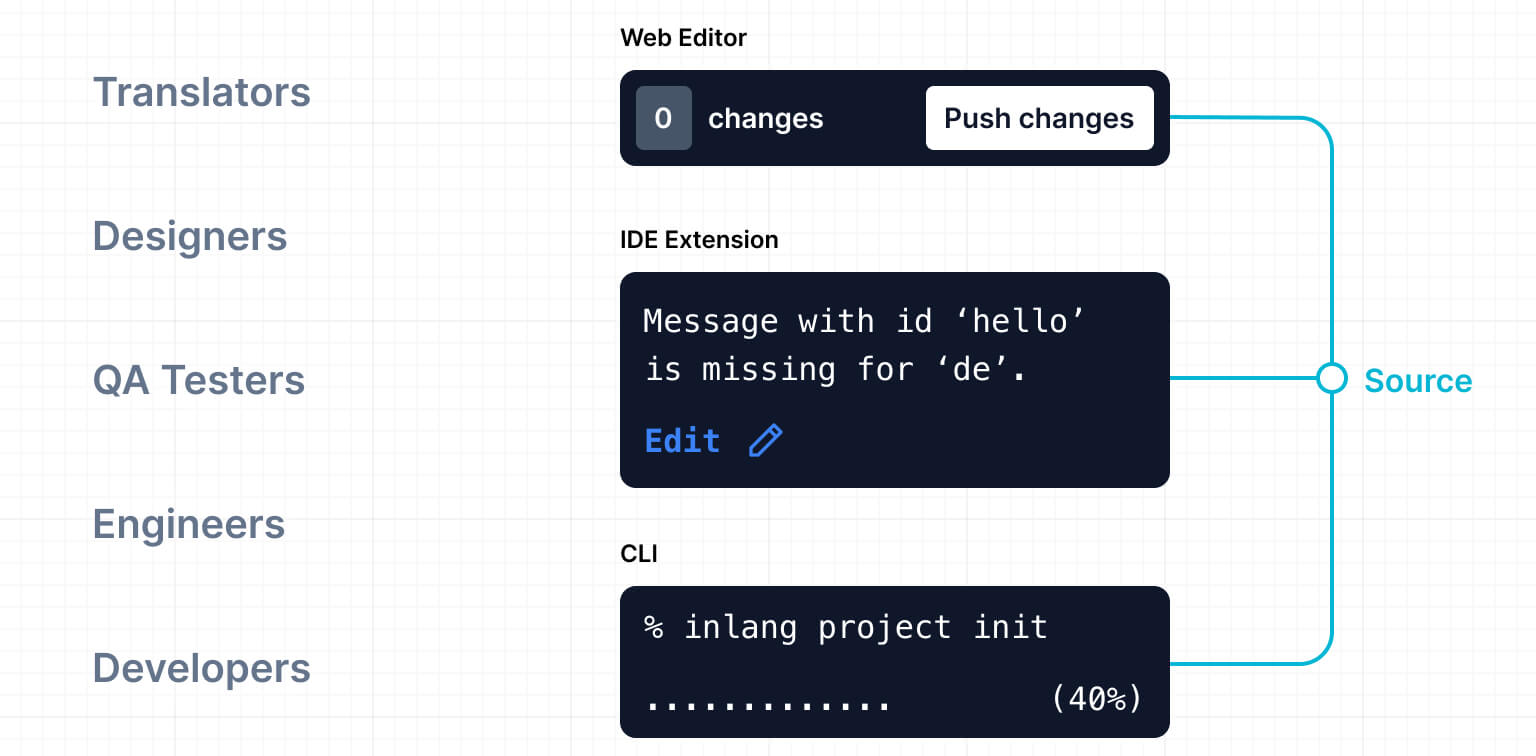 Translators
Designers
QA Testers
Engineers
Developers
Web Editor
0 changes Push changes
IDE Extension
Message with id ‘hello’
is missing for ‘de’.
Edit
CLI
% inlang project init
............. (40%)
Source